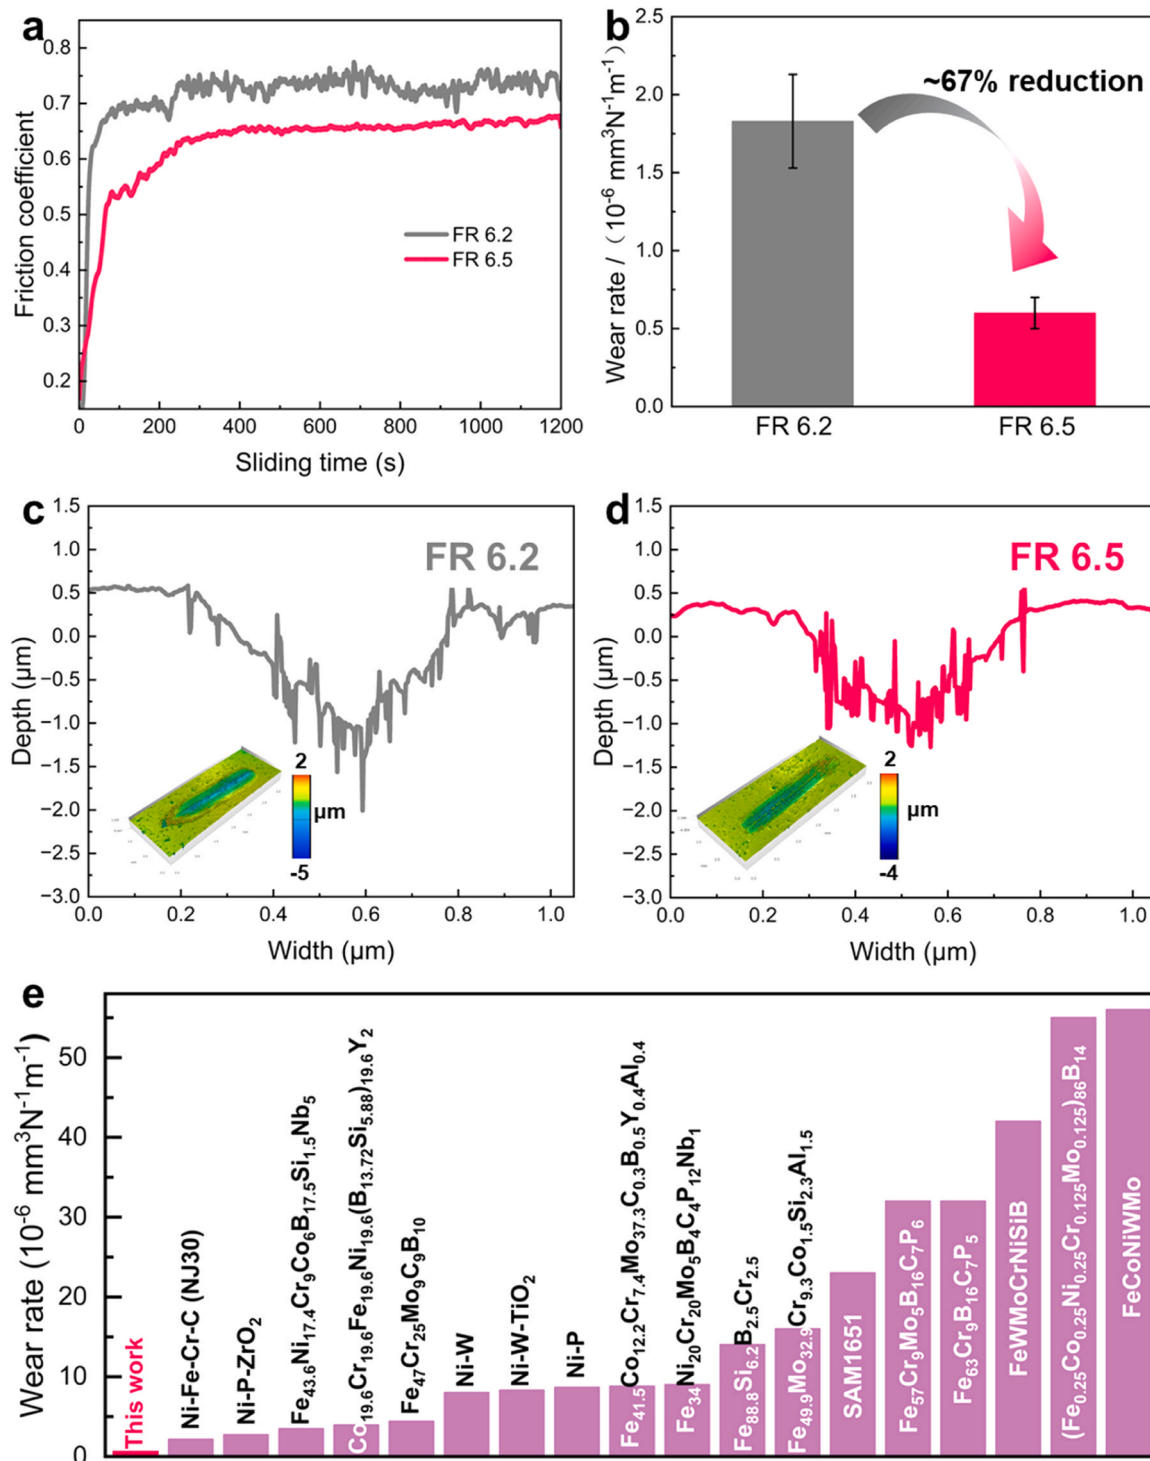 a
0.8
0.7
0.6
0.5
0.4
0.3
0.2
Friction coefficient
FR 6.2
FR 6.5
0 200 400 600 800 1000 1200
Sliding time (s)
b
2.5
2.0
1.5
1.0
0.5
0.0
Wear rate / (10⁻⁶ mm³N⁻¹m⁻¹)
~67% reduction
FR 6.2 FR 6.5
c
1.5
1.0
0.5
0.0
−0.5
−1.0
−1.5
−2.0
−2.5
−3.0
Depth (μm)
FR 6.2
2
μm
-5
0.0 0.2 0.4 0.6 0.8 1.0
Width (μm)
d
1.5
1.0
0.5
0.0
−0.5
−1.0
−1.5
−2.0
−2.5
−3.0
Depth (μm)
FR 6.5
2
μm
-4
0.0 0.2 0.4 0.6 0.8 1.0
Width (μm)
e
50
40
30
20
10
0
Wear rate (10⁻⁶ mm³N⁻¹m⁻¹)
This work
Ni-Fe-Cr-C (NJ30)
Ni-P-ZrO₂
Fe₄₃.₆Ni₁₇.₄Cr₉Co₆B₁₇.₅Si₁.₅Nb₅
Co₁₉.₆Cr₁₉.₆Fe₁₉.₆Ni₁₉.₆(B₁₃.₇₂Si₅.₈₈)₁₉.₆Y₂
Fe₄₇Cr₂₅Mo₉C₉B₁₀
Ni-W
Ni-W-TiO₂
Ni-P
Fe₄₁.₅Co₁₂.₂Cr₇.₄Mo₃₇.₃C₀.₃B₀.₅Y₀.₄Al₀.₄
Fe₃₄Ni₂₀Cr₂₀Mo₅B₄C₄P₁₂Nb₁
Fe₈₈.₈Si₆.₂B₂.₅Cr₂.₅
Fe₄₉.₉Mo₃₂.₉Cr₉.₃Co₁.₅Si₂.₃Al₁.₅
SAM1651
Fe₅₇Cr₉Mo₅B₁₆C₇P₆
Fe₆₃Cr₉B₁₆C₇P₅
FeWMoCrNiSiB
(Fe₀.₂₅Co₀.₂₅Ni₀.₂₅Cr₀.₁₂₅Mo₀.₁₂₅)₈₆B₁₄
FeCoNiWMo